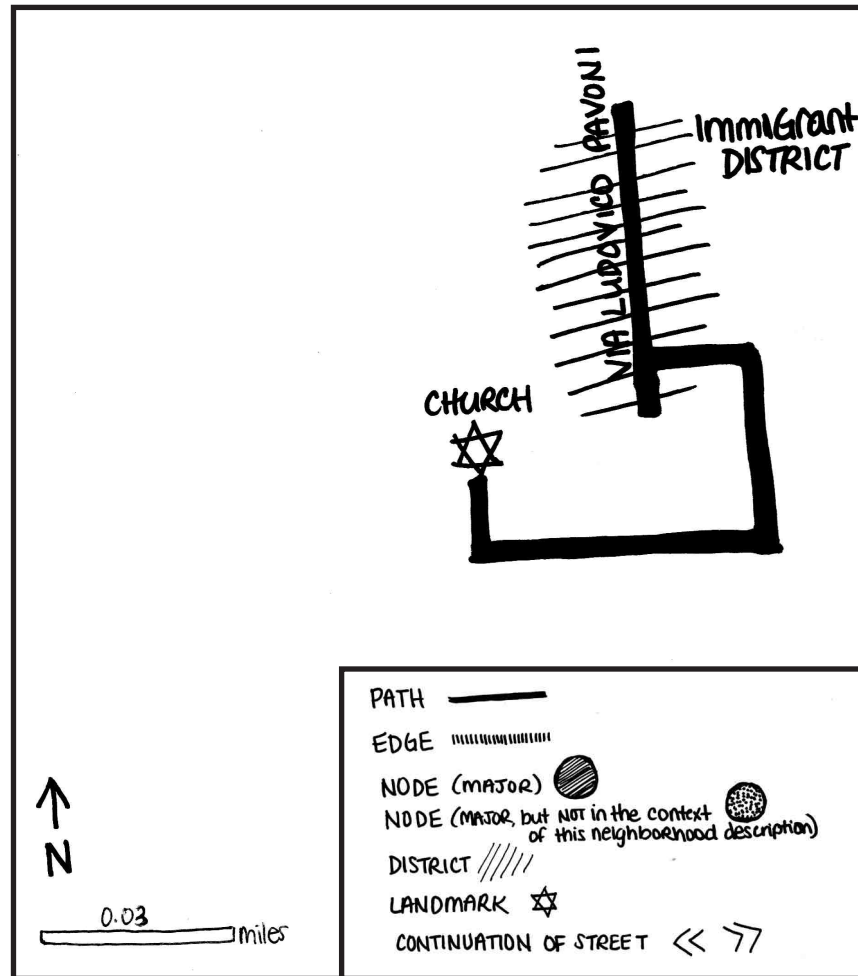 VIA LUDOVICO PAVONI
ImmiGrant
DISTRICT
CHURCH
PATH
EDGE
NODE (MAJOR)
NODE (MAJOR, but NOT in the context
of this neighborhood description)
DISTRICT
LANDMARK
CONTINUATION OF STREET
N
0.03
miles